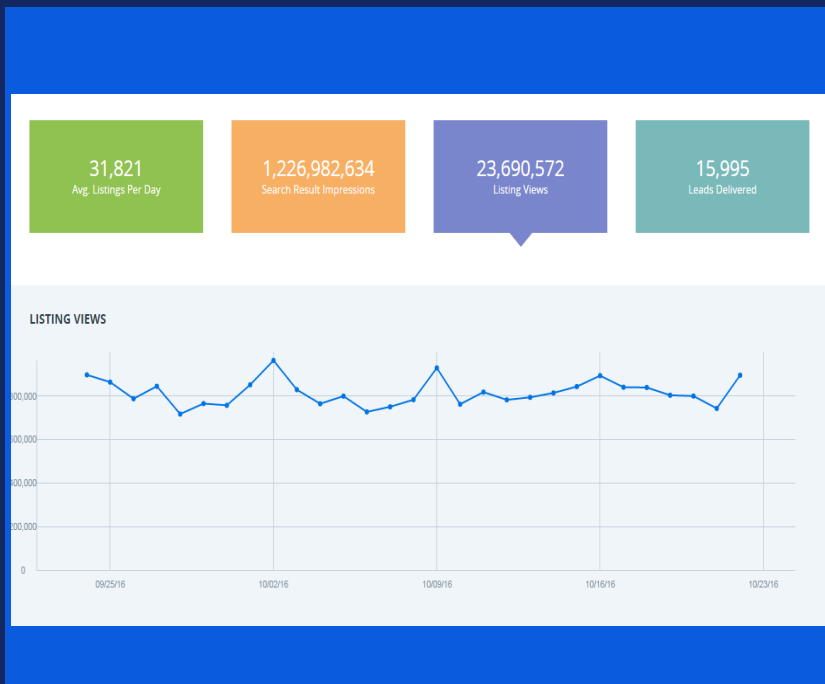 31,821
Avg. Listings Per Day
1,226,982,634
Search Result Impressions
23,690,572
Listing Views
15,995
Leads Delivered
LISTING VIEWS
0
09/25/16
10/02/16
10/09/16
10/16/16
10/23/16